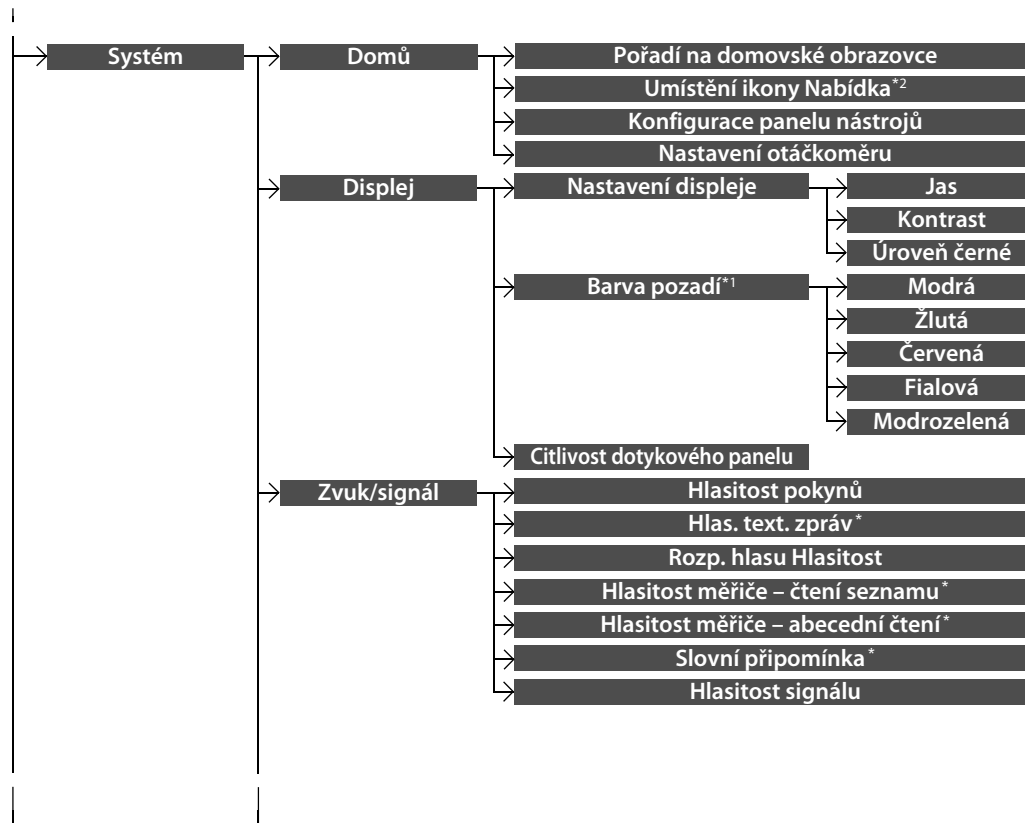 Systém
Domů
Pořadí na domovské obrazovce
Umístění ikony Nabídka*2
Konfigurace panelu nástrojů
Nastavení otáčkoměru
Displej
Nastavení displeje
Jas
Kontrast
Úroveň černé
Barva pozadí*1
Modrá
Žlutá
Červená
Fialová
Modrozelená
Citlivost dotykového panelu
Zvuk/signál
Hlasitost pokynů
Hlas. text. zpráv*
Rozp. hlasu Hlasitost
Hlasitost měřiče – čtení seznamu*
Hlasitost měřiče – abecední čtení*
Slovní připomínka*
Hlasitost signálu